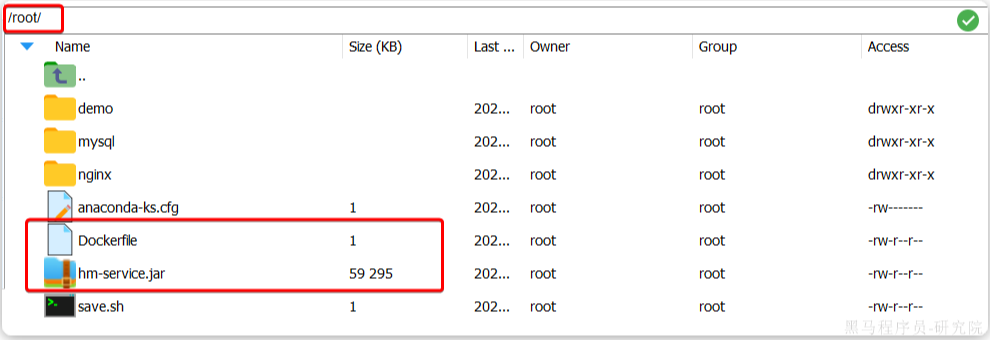 /root/
Name Size (KB) Last ... Owner Group Access
..
demo 202... root root drwxr-xr-x
mysql 202... root root drwxr-xr-x
nginx 202... root root drwxr-xr-x
anaconda-ks.cfg 1 202... root root -rw-------
Dockerfile 1 202... root root -rw-r--r--
hm-service.jar 59 295 202... root root -rw-r--r--
save.sh 1 202... root root -rw-r--r--
黑马程序员-研究院